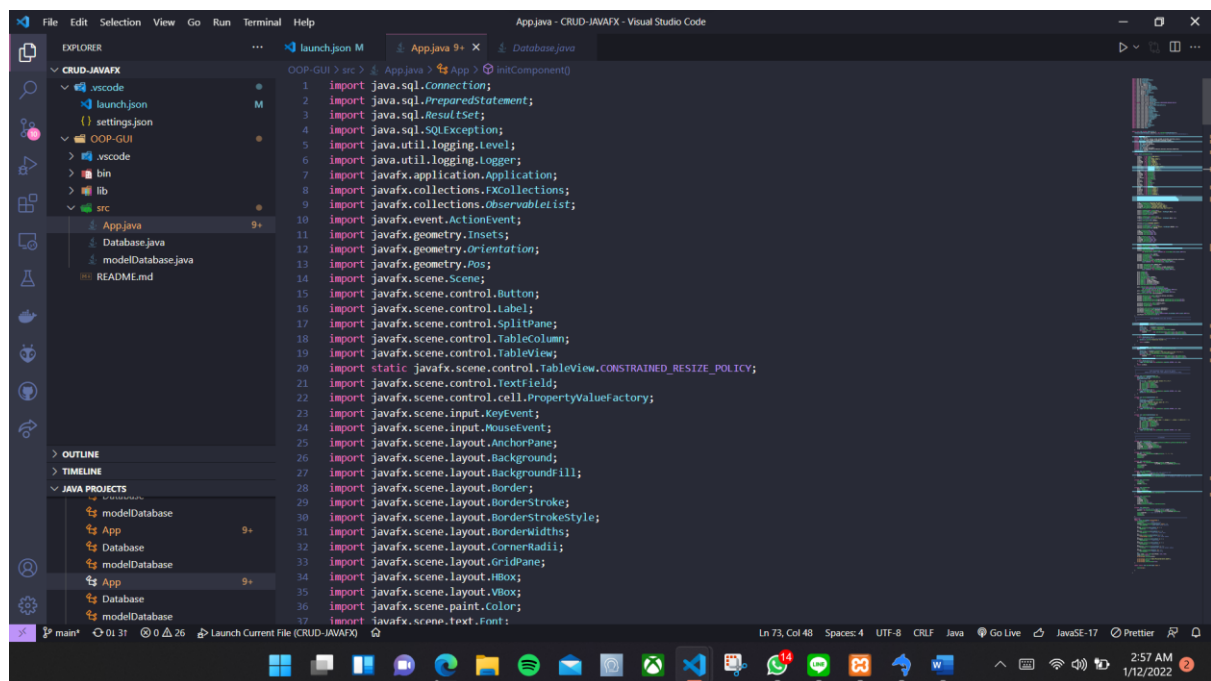 File Edit Selection View Go Run Terminal Help App.java - CRUD-JAVAFX - Visual Studio Code
EXPLORER
launch.json M App.java 9+ Database.java
CRUD-JAVAFX
.vscode
launch.json M
{} settings.json
OOP-GUI
.vscode
bin
lib
src
App.java 9+
Database.java
modelDatabase.java
README.md
OUTLINE
TIMELINE
JAVA PROJECTS
Database
modelDatabase
App 9+
Database
modelDatabase
App 9+
Database
modelDatabase
10
OOP-GUI > src > App.java > App > initComponent()
1 import java.sql.Connection;
2 import java.sql.PreparedStatement;
3 import java.sql.ResultSet;
4 import java.sql.SQLException;
5 import java.util.logging.Level;
6 import java.util.logging.Logger;
7 import javafx.application.Application;
8 import javafx.collections.FXCollections;
9 import javafx.collections.ObservableList;
10 import javafx.event.ActionEvent;
11 import javafx.geometry.Insets;
12 import javafx.geometry.Orientation;
13 import javafx.geometry.Pos;
14 import javafx.scene.Scene;
15 import javafx.scene.control.Button;
16 import javafx.scene.control.Label;
17 import javafx.scene.control.SplitPane;
18 import javafx.scene.control.TableColumn;
19 import javafx.scene.control.TableView;
20 import static javafx.scene.control.TableView.CONSTRAINED_RESIZE_POLICY;
21 import javafx.scene.control.TextField;
22 import javafx.scene.control.cell.PropertyValueFactory;
23 import javafx.scene.input.KeyEvent;
24 import javafx.scene.input.MouseEvent;
25 import javafx.scene.layout.AnchorPane;
26 import javafx.scene.layout.Background;
27 import javafx.scene.layout.BackgroundFill;
28 import javafx.scene.layout.Border;
29 import javafx.scene.layout.BorderStroke;
30 import javafx.scene.layout.BorderStrokeStyle;
31 import javafx.scene.layout.BorderWidths;
32 import javafx.scene.layout.CornerRadii;
33 import javafx.scene.layout.GridPane;
34 import javafx.scene.layout.HBox;
35 import javafx.scene.layout.VBox;
36 import javafx.scene.paint.Color;
37 import javafx.scene.text.Font;
main* 0↓ 3↑ 0 26 Launch Current File (CRUD-JAVAFX) Ln 73, Col 48 Spaces: 4 UTF-8 CRLF Java Go Live JavaSE-17 Prettier
14 2:57 AM
1/12/2022 2